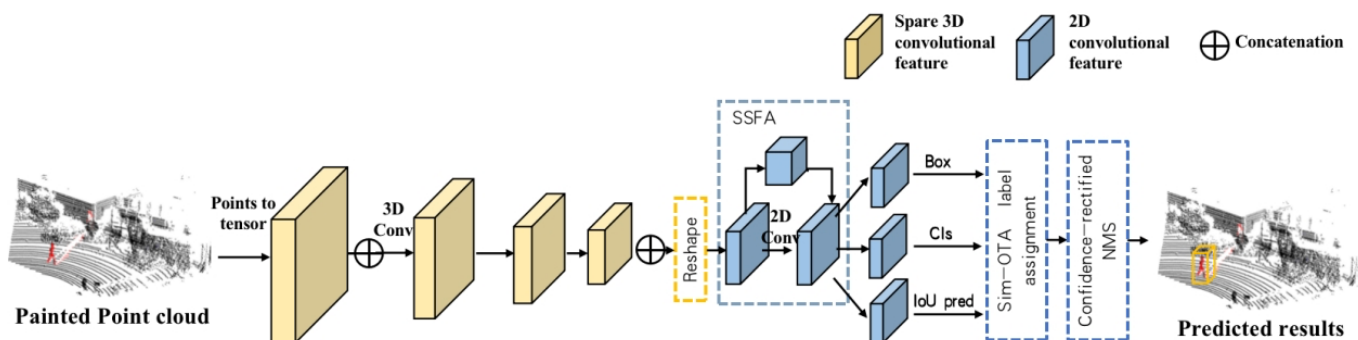 Spare 3D
convolutional
feature
2D
convolutional
feature
Concatenation
SSFA
Points to
tensor
3D
Conv
Reshape
2D
Conv
Box
Cls
IoU pred
Sim-OTA label
assignment
Confidence-rectified
NMS
Painted Point cloud
Predicted results